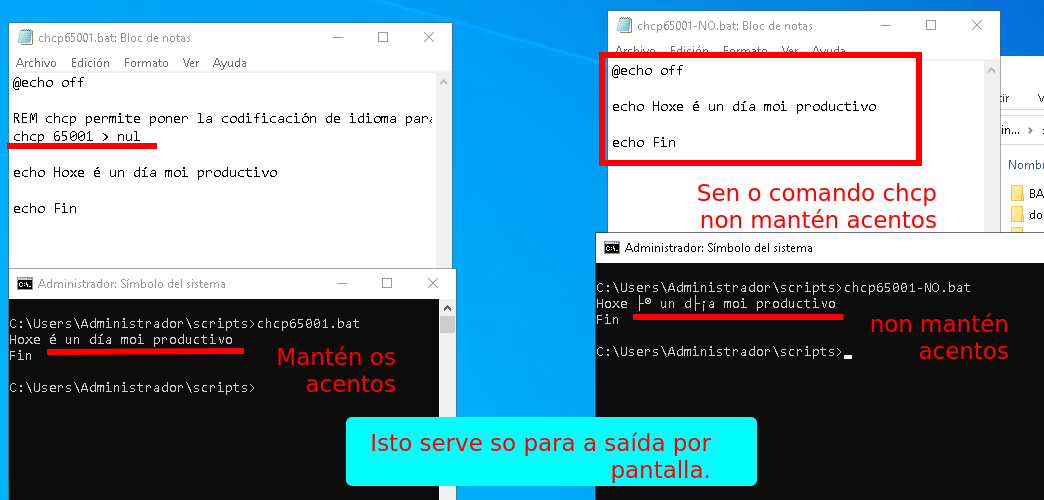 chcp65001.bat: Bloc de notas
Archivo Edición Formato Ver Ayuda
@echo off
REM chcp permite poner la codificación de idioma para
chcp 65001 > nul
echo Hoxe é un día moi productivo
echo Fin
Administrador: Símbolo del sistema
C:\Users\Administrador\scripts>chcp65001.bat
Hoxe é un día moi productivo
Fin
C:\Users\Administrador\scripts>
Mantén os
acentos
chcp65001-NO.bat: Bloc de notas
Archivo Edición Formato Ver Ayuda
@echo off
echo Hoxe é un día moi productivo
echo Fin
Sen o comando chcp
non mantén acentos
Administrador: Símbolo del sistema
C:\Users\Administrador\scripts>chcp65001-NO.bat
Hoxe ├® un d├¡a moi productivo
Fin
C:\Users\Administrador\scripts>
non mantén
acentos
Isto serve so para a saída por
pantalla.
in...
Nombr
BA
do